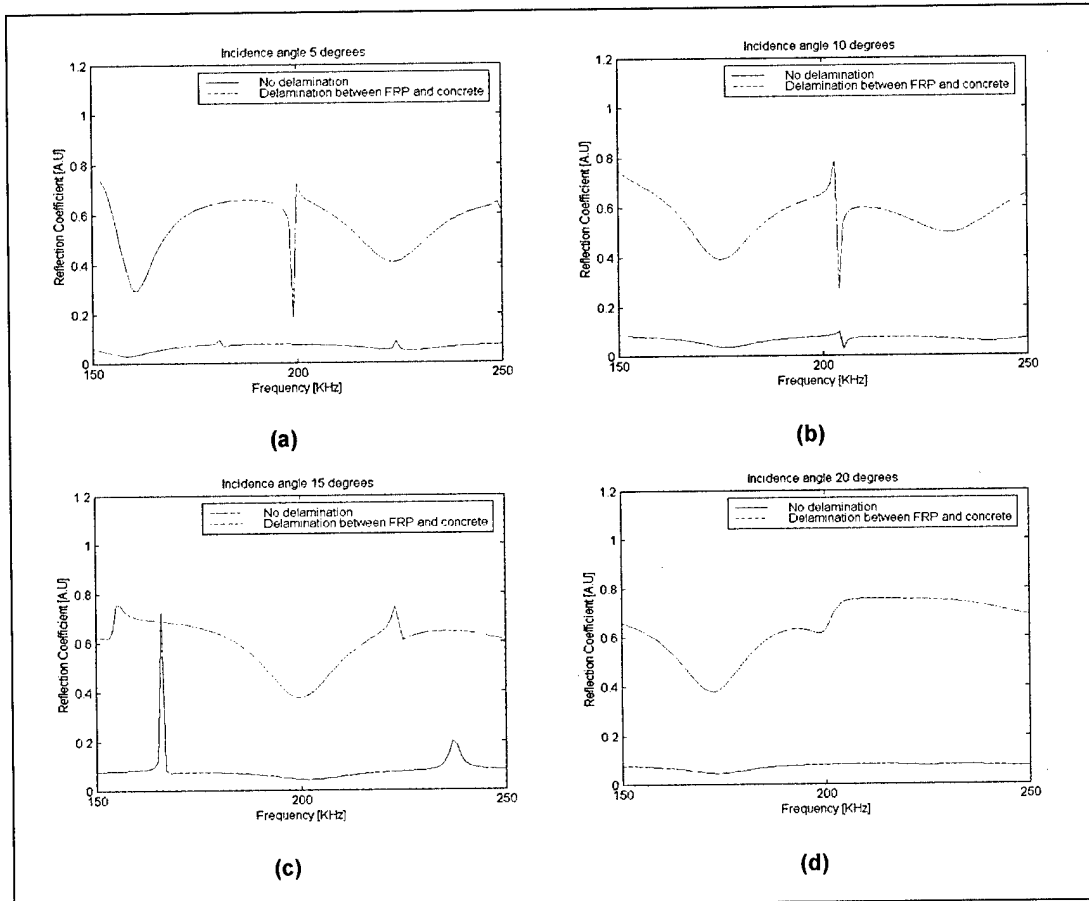 Incidence angle 5 degrees
No delamination
Delamination between FRP and concrete
Reflection Coefficient [A.U]
1.2
1
0.8
0.6
0.4
0.2
0
150
200
250
Frequency [KHz]
(a)
Incidence angle 10 degrees
No delamination
Delamination between FRP and concrete
Reflection Coefficient [A.U]
1.2
1
0.8
0.6
0.4
0.2
0
150
200
250
Frequency [KHz]
(b)
Incidence angle 15 degrees
No delamination
Delamination between FRP and concrete
Reflection Coefficient [A.U]
1.2
1
0.8
0.6
0.4
0.2
0
150
200
250
Frequency [KHz]
(c)
Incidence angle 20 degrees
No delamination
Delamination between FRP and concrete
Reflection Coefficient [A.U]
1.2
1
0.8
0.6
0.4
0.2
0
150
200
250
Frequency [KHz]
(d)